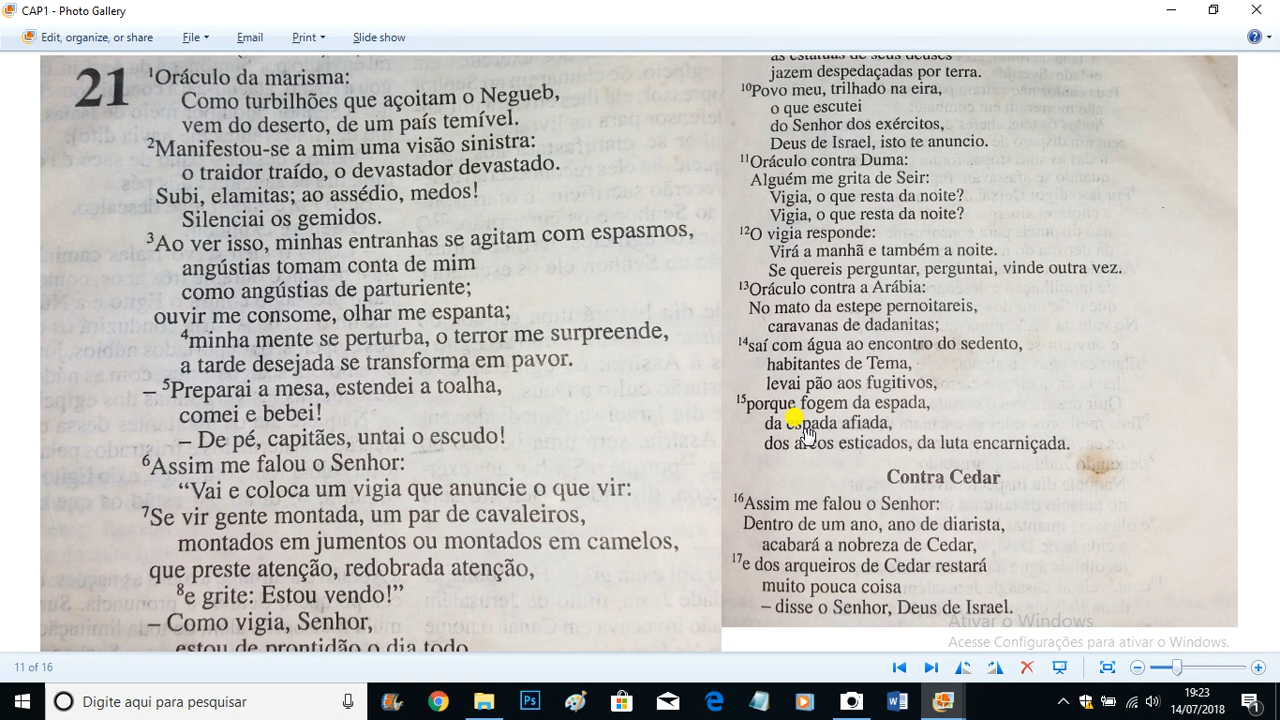 CAP1 - Photo Gallery
Edit, organize, or share File Email Print Slide show
21 1Oráculo da marisma:
Como turbilhões que açoitam o Negueb,
vem do deserto, de um país temível.
2Manifestou-se a mim uma visão sinistra:
o traidor traído, o devastador devastado.
Subi, elamitas; ao assédio, medos!
Silenciai os gemidos.
3Ao ver isso, minhas entranhas se agitam com espasmos,
angústias tomam conta de mim
como angústias de parturiente;
ouvir me consome, olhar me espanta;
4minha mente se perturba, o terror me surpreende,
a tarde desejada se transforma em pavor.
– 5Preparai a mesa, estendei a toalha,
comei e bebei!
– De pé, capitães, untai o escudo!
6Assim me falou o Senhor:
“Vai e coloca um vigia que anuncie o que vir:
7Se vir gente montada, um par de cavaleiros,
montados em jumentos ou montados em camelos,
que preste atenção, redobrada atenção,
8e grite: Estou vendo!”
– Como vigia, Senhor,
estou de prontidão o dia todo
as estátuas de seus deuses
jazem despedaçadas por terra.
10Povo meu, trilhado na eira,
o que escutei
do Senhor dos exércitos,
Deus de Israel, isto te anuncio.
11Oráculo contra Duma:
Alguém me grita de Seir:
Vigia, o que resta da noite?
Vigia, o que resta da noite?
12O vigia responde:
Virá a manhã e também a noite.
Se quereis perguntar, perguntai, vinde outra vez.
13Oráculo contra a Arábia:
No mato da estepe pernoitareis,
caravanas de dadanitas;
14saí com água ao encontro do sedento,
habitantes de Tema,
levai pão aos fugitivos,
15porque fogem da espada,
da espada afiada,
dos arcos esticados, da luta encarniçada.
Contra Cedar
16Assim me falou o Senhor:
Dentro de um ano, ano de diarista,
acabará a nobreza de Cedar,
17e dos arqueiros de Cedar restará
muito pouca coisa
– disse o Senhor, Deus de Israel.
Ativar o Windows
Acesse Configurações para ativar o Windows.
11 of 16
Digite aqui para pesquisar
19:23
14/07/2018